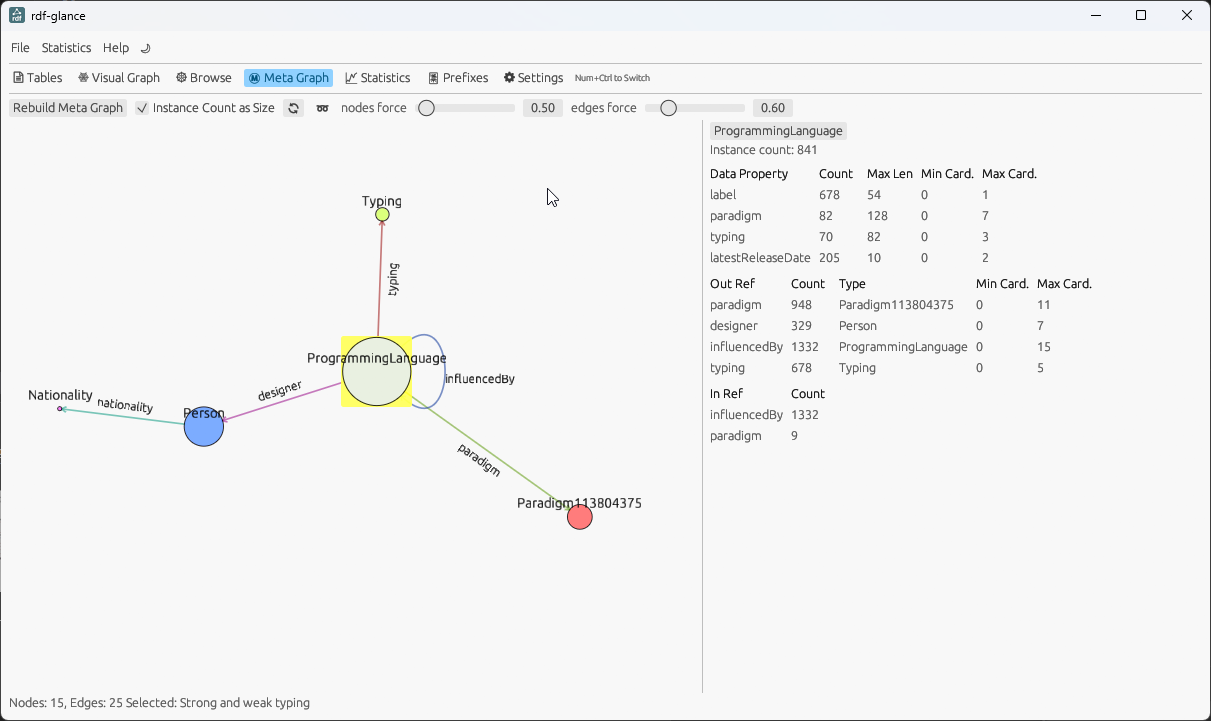 rdf-glance
File Statistics Help
Tables Visual Graph Browse Meta Graph Statistics Prefixes Settings Num+Ctrl to Switch
Rebuild Meta Graph Instance Count as Size nodes force 0.50 edges force 0.60
Typing
typing
ProgrammingLanguage
influencedBy
designer
Nationality
nationality
Person
paradigm
Paradigm113804375
ProgrammingLanguage
Instance count: 841
Data Property Count Max Len Min Card. Max Card.
label 678 54 0 1
paradigm 82 128 0 7
typing 70 82 0 3
latestReleaseDate 205 10 0 2
Out Ref Count Type Min Card. Max Card.
paradigm 948 Paradigm113804375 0 11
designer 329 Person 0 7
influencedBy 1332 ProgrammingLanguage 0 15
typing 678 Typing 0 5
In Ref Count
influencedBy 1332
paradigm 9
Nodes: 15, Edges: 25 Selected: Strong and weak typing